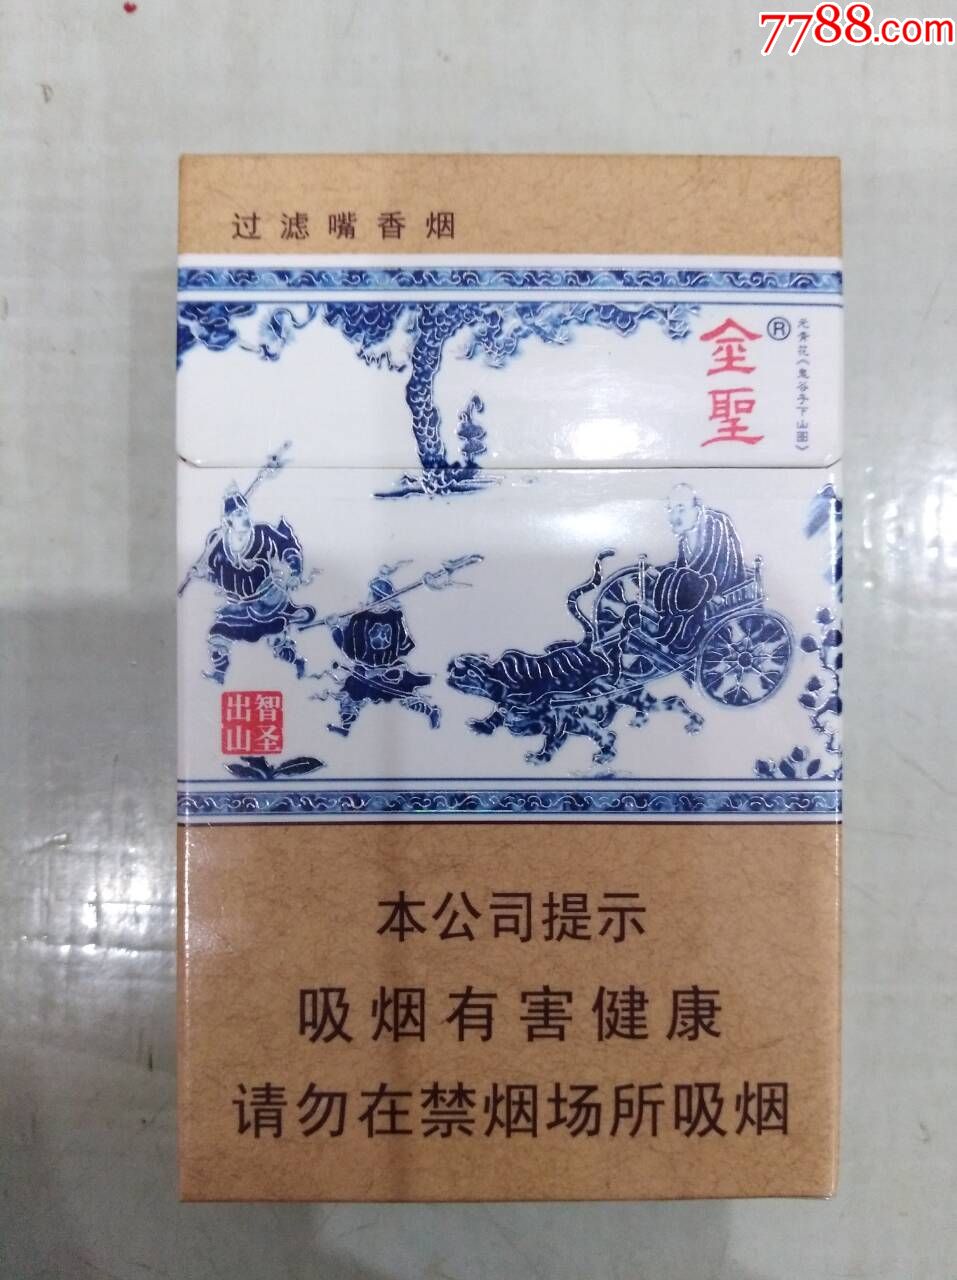 7788.com
过滤嘴香烟
金聖®
元青花《鬼谷子下山图》
智圣
出山
本公司提示
吸烟有害健康
请勿在禁烟场所吸烟